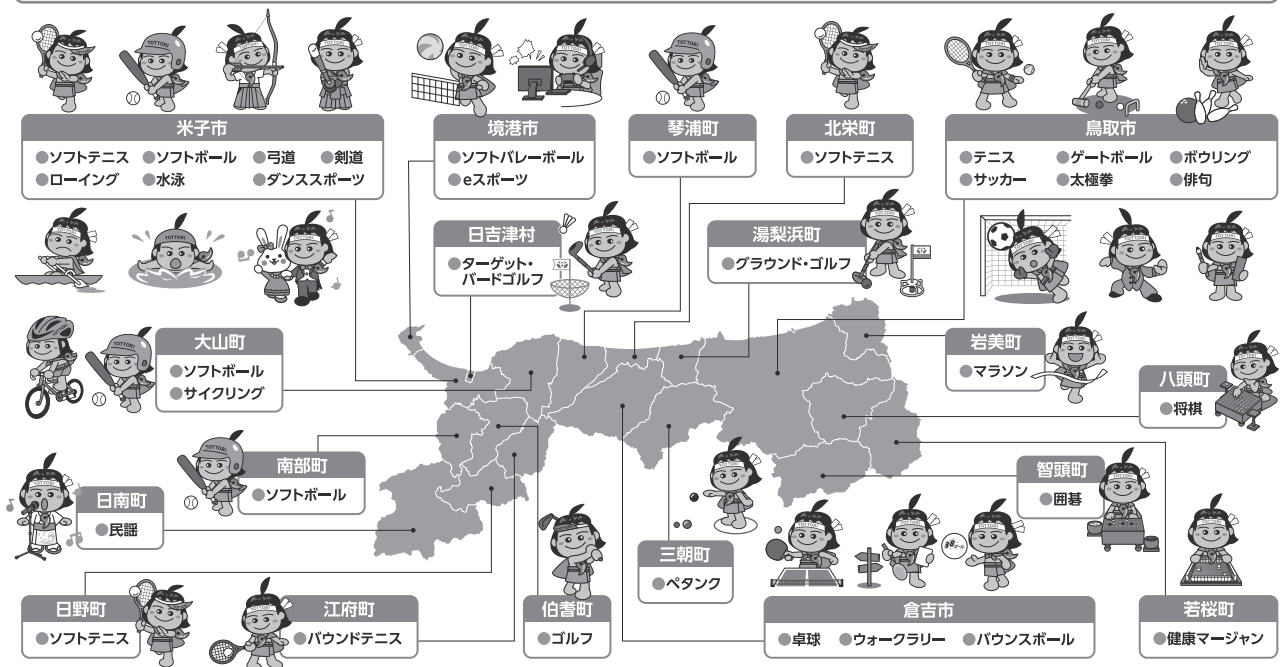 TOTTORI
米子市
●ソフトテニス ●ソフトボール ●弓道 ●剣道
●ローイング ●水泳 ●ダンススポーツ
境港市
●ソフトバレーボール
●eスポーツ
琴浦町
●ソフトボール
北栄町
●ソフトテニス
鳥取市
●テニス ●ゲートボール ●ボウリング
●サッカー ●太極拳 ●俳句
日吉津村
●ターゲット・
バードゴルフ
湯梨浜町
●グラウンド・ゴルフ
大山町
●ソフトボール
●サイクリング
岩美町
●マラソン
八頭町
●将棋
南部町
●ソフトボール
智頭町
●囲碁
日南町
●民謡
三朝町
●ペタンク
日野町
●ソフトテニス
江府町
●バウンドテニス
伯耆町
●ゴルフ
倉吉市
●卓球 ●ウォークラリー ●バウンスボール
若桜町
●健康マージャン